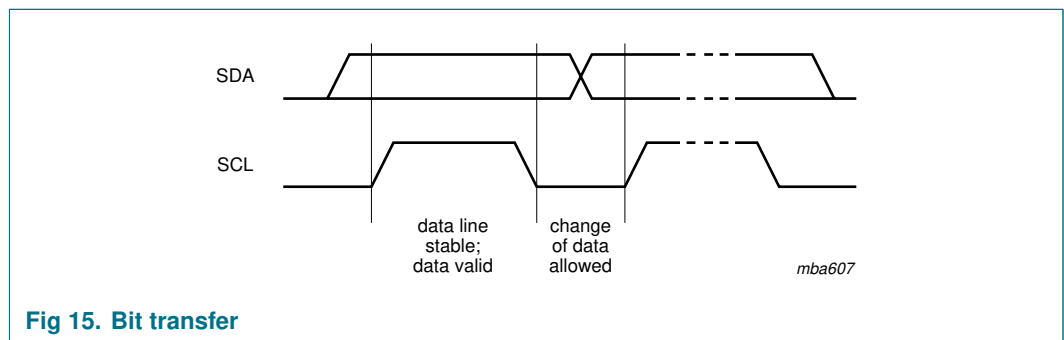 SDA
SCL
data line
stable;
data valid
change
of data
allowed
mba607
Fig 15. Bit transfer